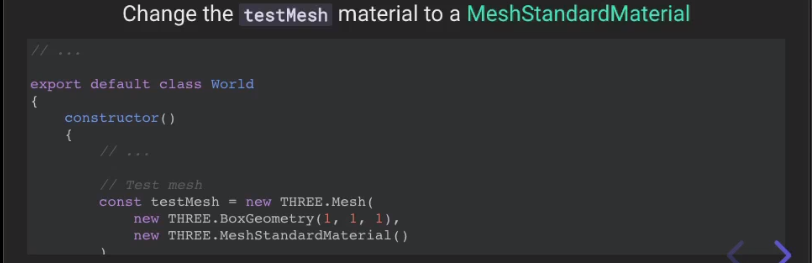 Change the testMesh material to a MeshStandardMaterial
// ...
export default class World
{
constructor()
{
// ...
// Test mesh
const testMesh = new THREE.Mesh(
new THREE.BoxGeometry(1, 1, 1),
new THREE.MeshStandardMaterial()
)